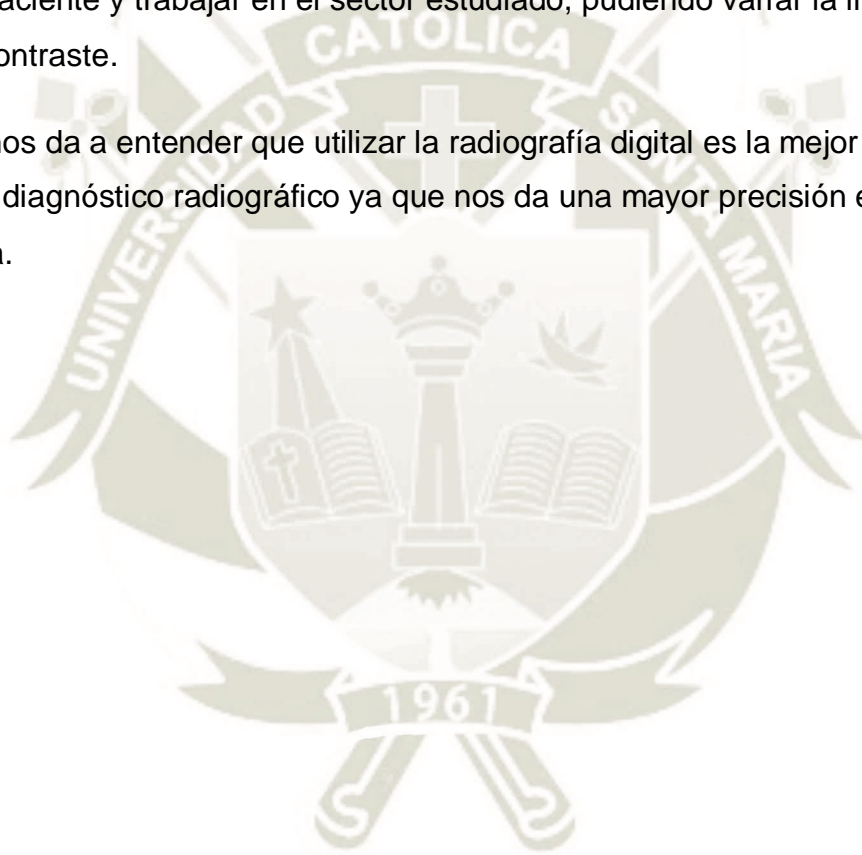 aciente y trabajar en el sector estudiado, pudiendo variar la
ontraste.
nos da a entender que utilizar la radiografía digital es la mejor
diagnóstico radiográfico ya que nos da una mayor precisión e
UNIVERSIDAD CATOLICA SANTA MARIA
1961